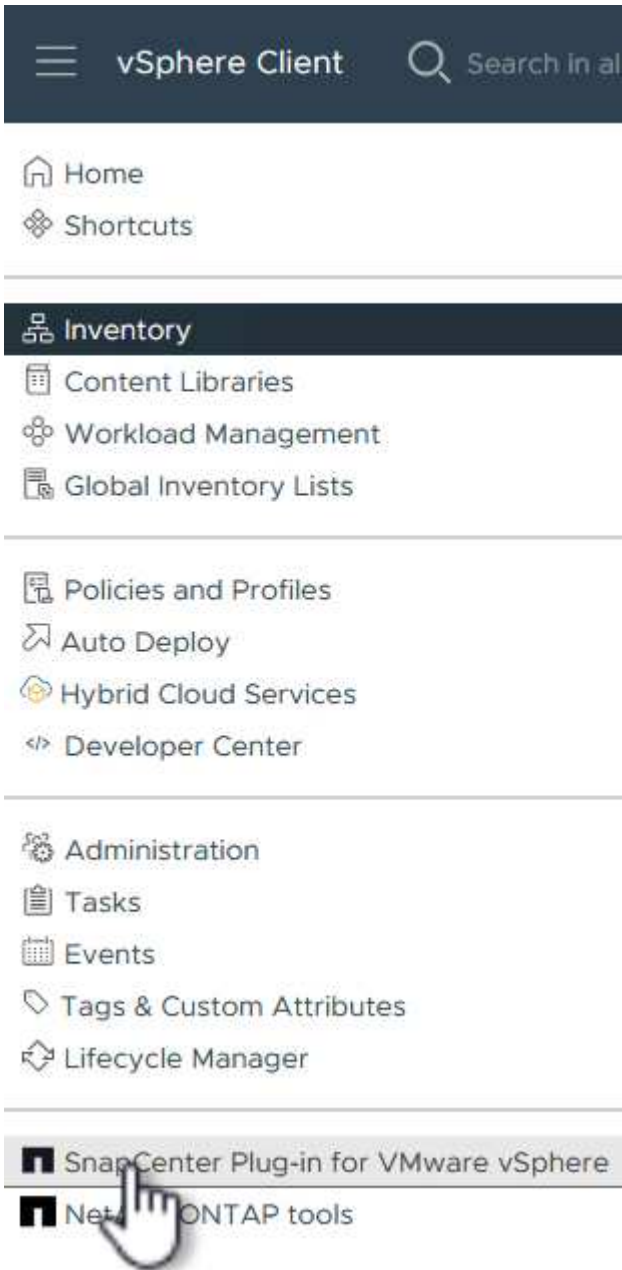 vSphere Client
Search in al
Home
Shortcuts
Inventory
Content Libraries
Workload Management
Global Inventory Lists
Policies and Profiles
Auto Deploy
Hybrid Cloud Services
Developer Center
Administration
Tasks
Events
Tags & Custom Attributes
Lifecycle Manager
SnapCenter Plug-in for VMware vSphere
ONTAP tools